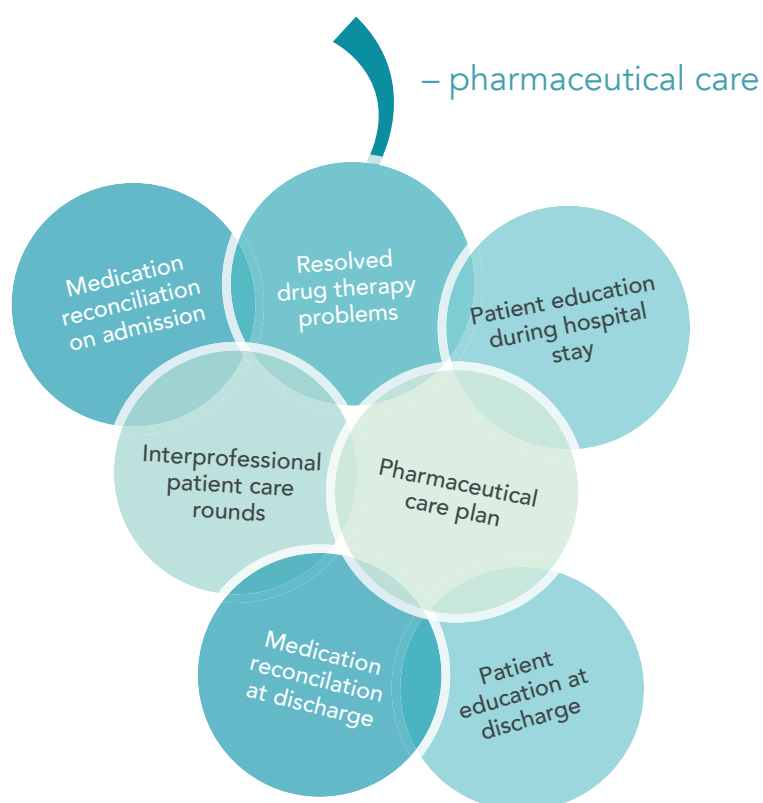 – pharmaceutical care
Medication
reconciliation
on admission
Resolved
drug therapy
problems
Patient education
during hospital
stay
Interprofessional
patient care
rounds
Pharmaceutical
care plan
Medication
reconcilation
at discharge
Patient
education at
discharge